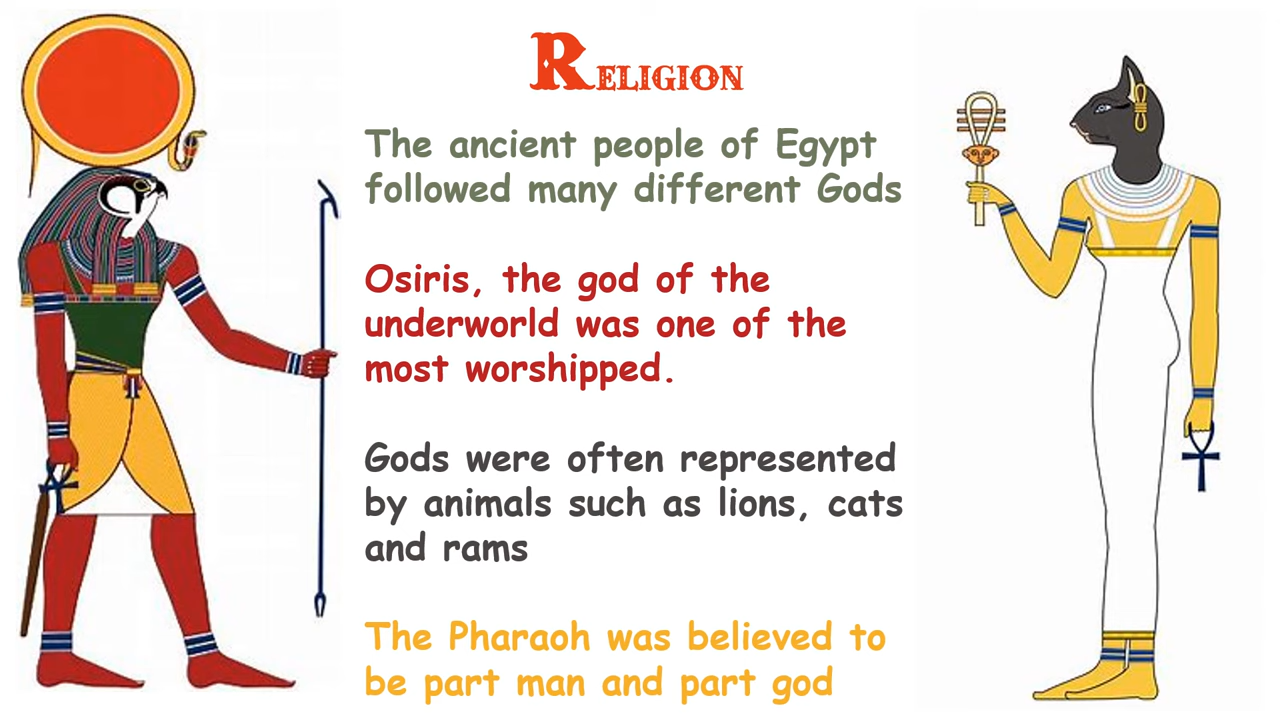 Religion
The ancient people of Egypt
followed many different Gods
Osiris, the god of the
underworld was one of the
most worshipped.
Gods were often represented
by animals such as lions, cats
and rams
The Pharaoh was believed to
be part man and part god